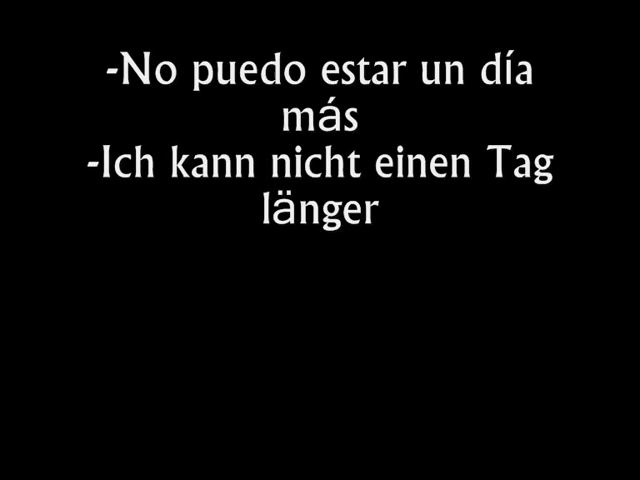 -No puedo estar un día
más
-Ich kann nicht einen Tag
länger